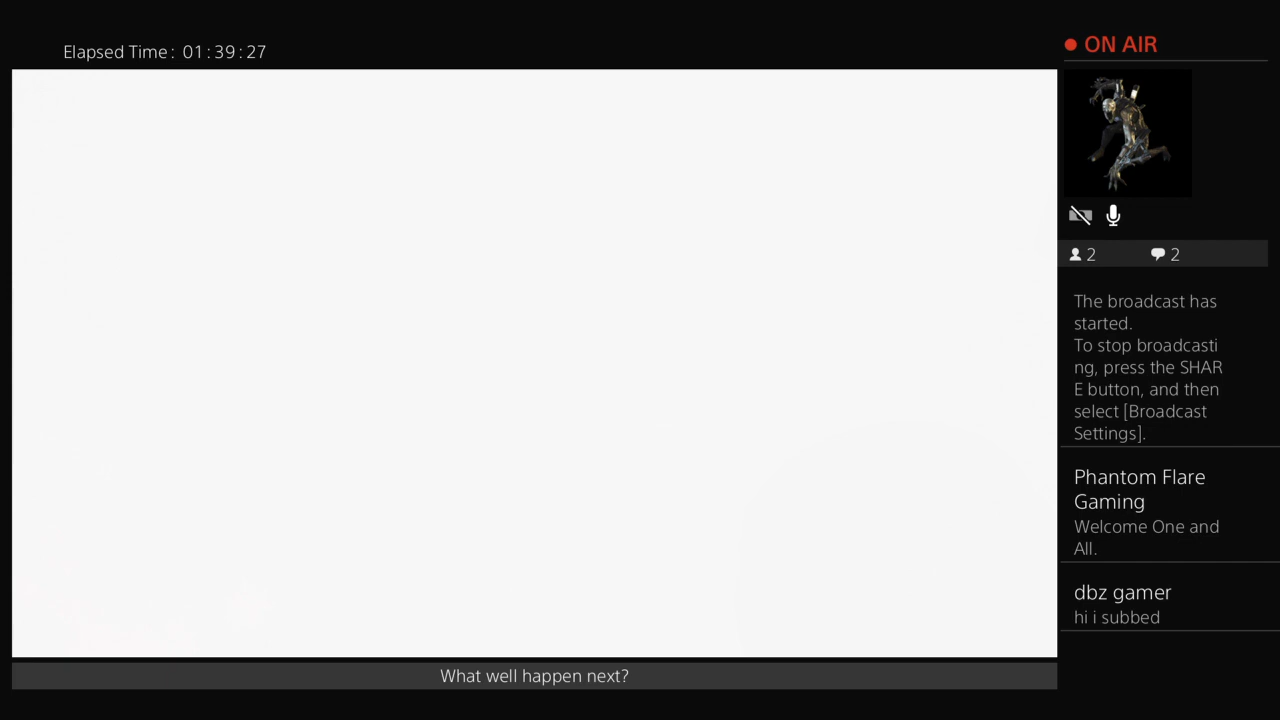 Elapsed Time: 01:39:27
ON AIR
2
2
The broadcast has
started.
To stop broadcasti
ng, press the SHAR
E button, and then
select [Broadcast
Settings].
Phantom Flare
Gaming
Welcome One and
All.
dbz gamer
hi i subbed
What well happen next?